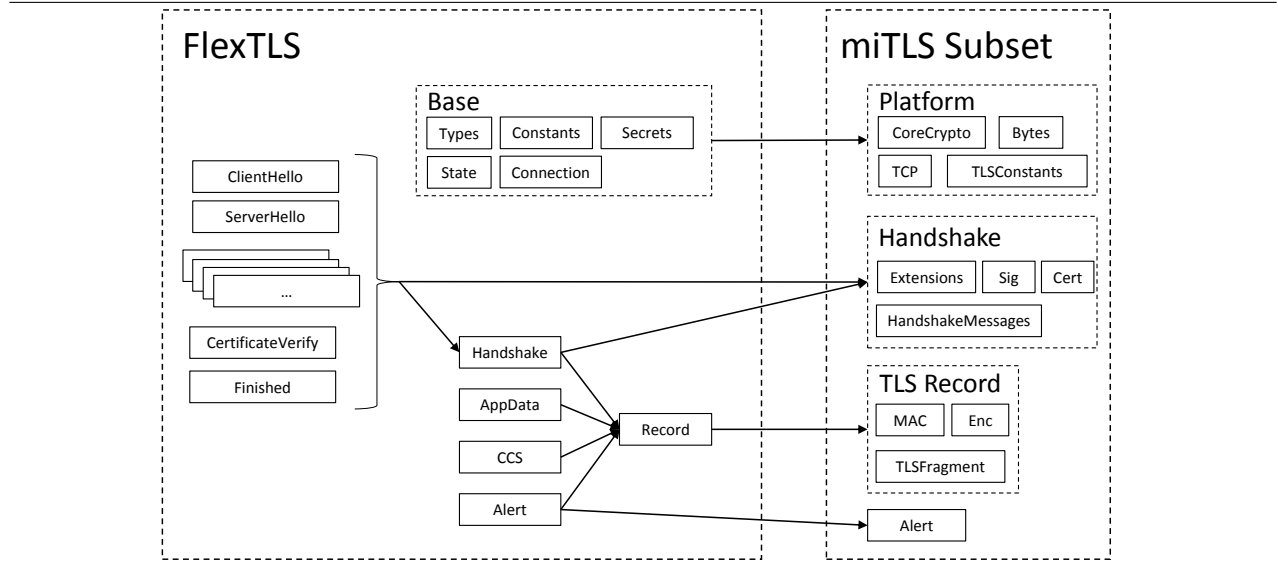 FlexTLS
Base
Types Constants Secrets
State Connection
ClientHello
ServerHello
...
CertificateVerify
Finished
Handshake
AppData
CCS
Alert
Record
miTLS Subset
Platform
CoreCrypto Bytes
TCP TLSConstants
Handshake
Extensions Sig Cert
HandshakeMessages
TLS Record
MAC Enc
TLSFragment
Alert